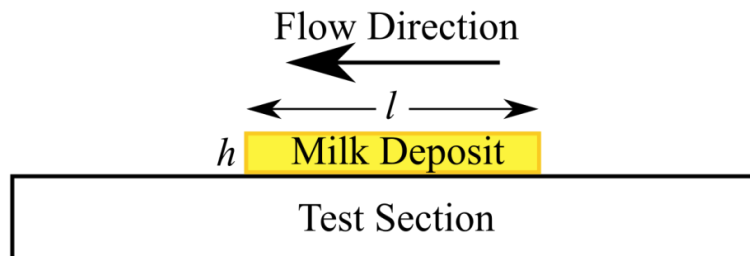 Flow Direction
l
h
Milk Deposit
Test Section